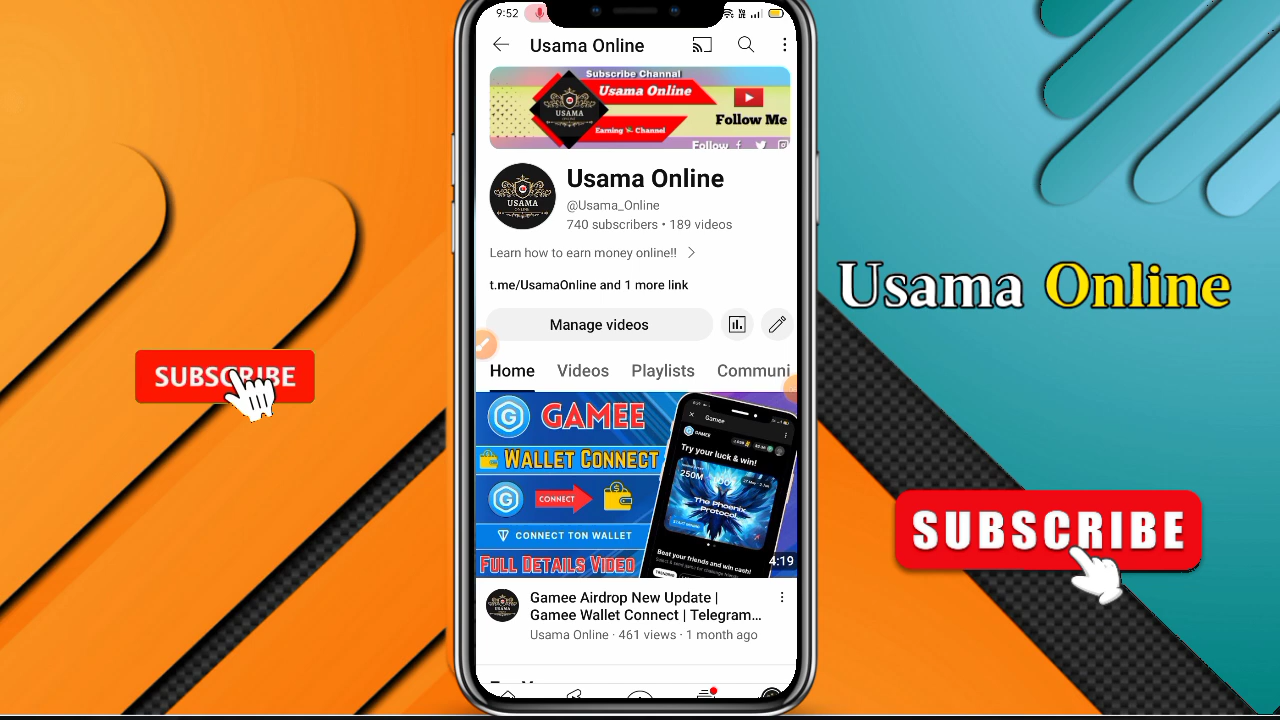 9:52
Usama Online
Subscribe Channel
Usama Online
USAMA
Earning Channel
Follow Me
Follow
USAMA
Usama Online
@Usama_Online
740 subscribers • 189 videos
Learn how to earn money online!!
t.me/UsamaOnline and 1 more link
Manage videos
Home Videos Playlists Communi
GAMEE
WALLET CONNECT
CONNECT
CONNECT TON WALLET
FULL DETAILS VIDEO
Gamee
GAMEE
Try your luck & win!
250M
The Phoenix Protocol
Beat your friends and win cash!
4:19
Gamee Airdrop New Update |
Gamee Wallet Connect | Telegram…
Usama Online · 461 views · 1 month ago
SUBSCRIBE
Usama Online
SUBSCRIBE